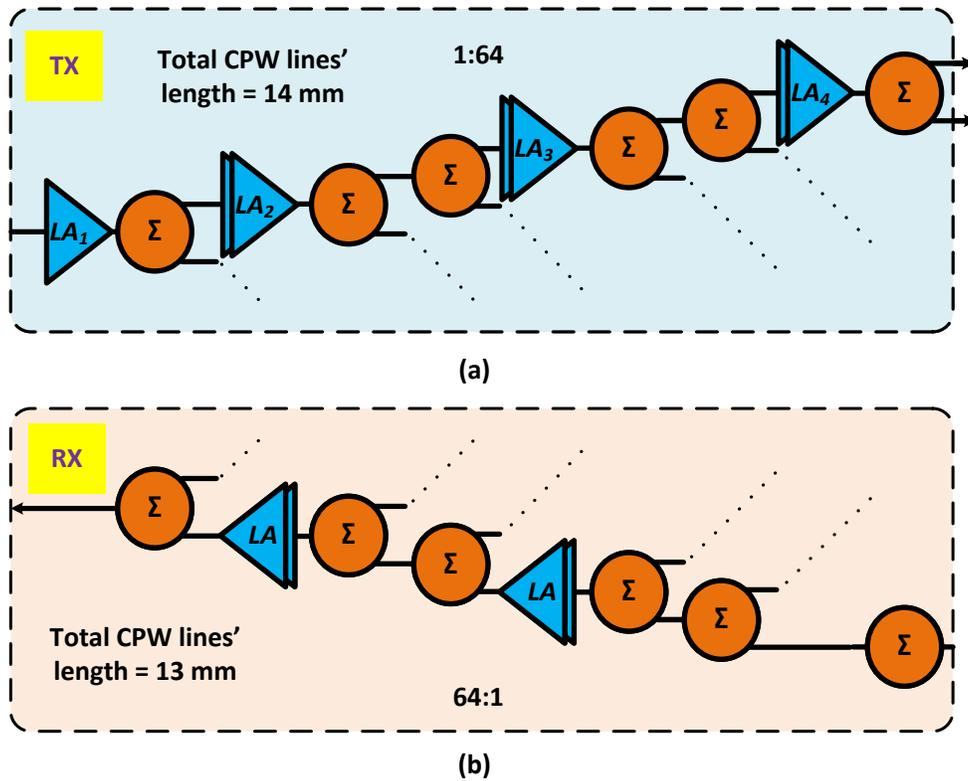 TX
Total CPW lines'
length = 14 mm
1:64
LA1
Σ
LA2
Σ
Σ
LA3
Σ
Σ
LA4
Σ
(a)
RX
Σ
LA
Σ
Σ
LA
Σ
Σ
Σ
Total CPW lines'
length = 13 mm
64:1
(b)